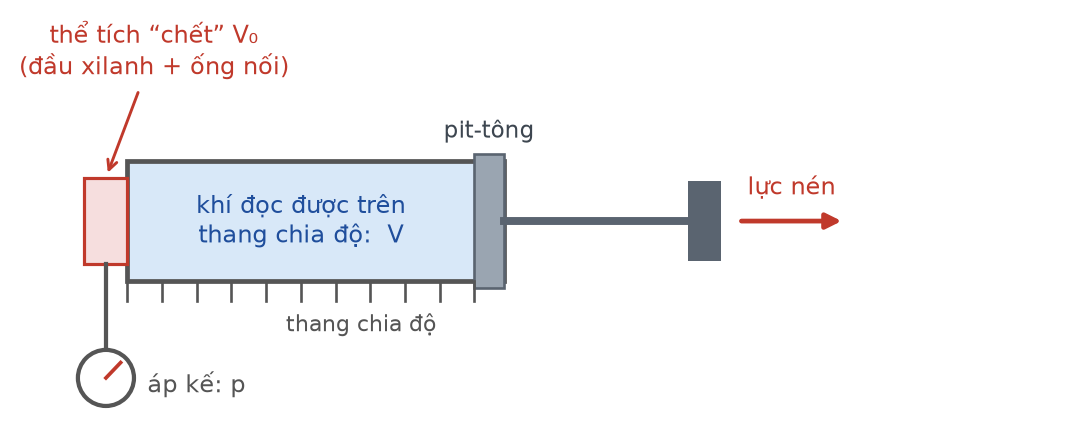 thể tích “chết” V₀
(đầu xilanh + ống nối)
pit-tông
lực nén
khí đọc được trên
thang chia độ: V
thang chia độ
áp kế: p